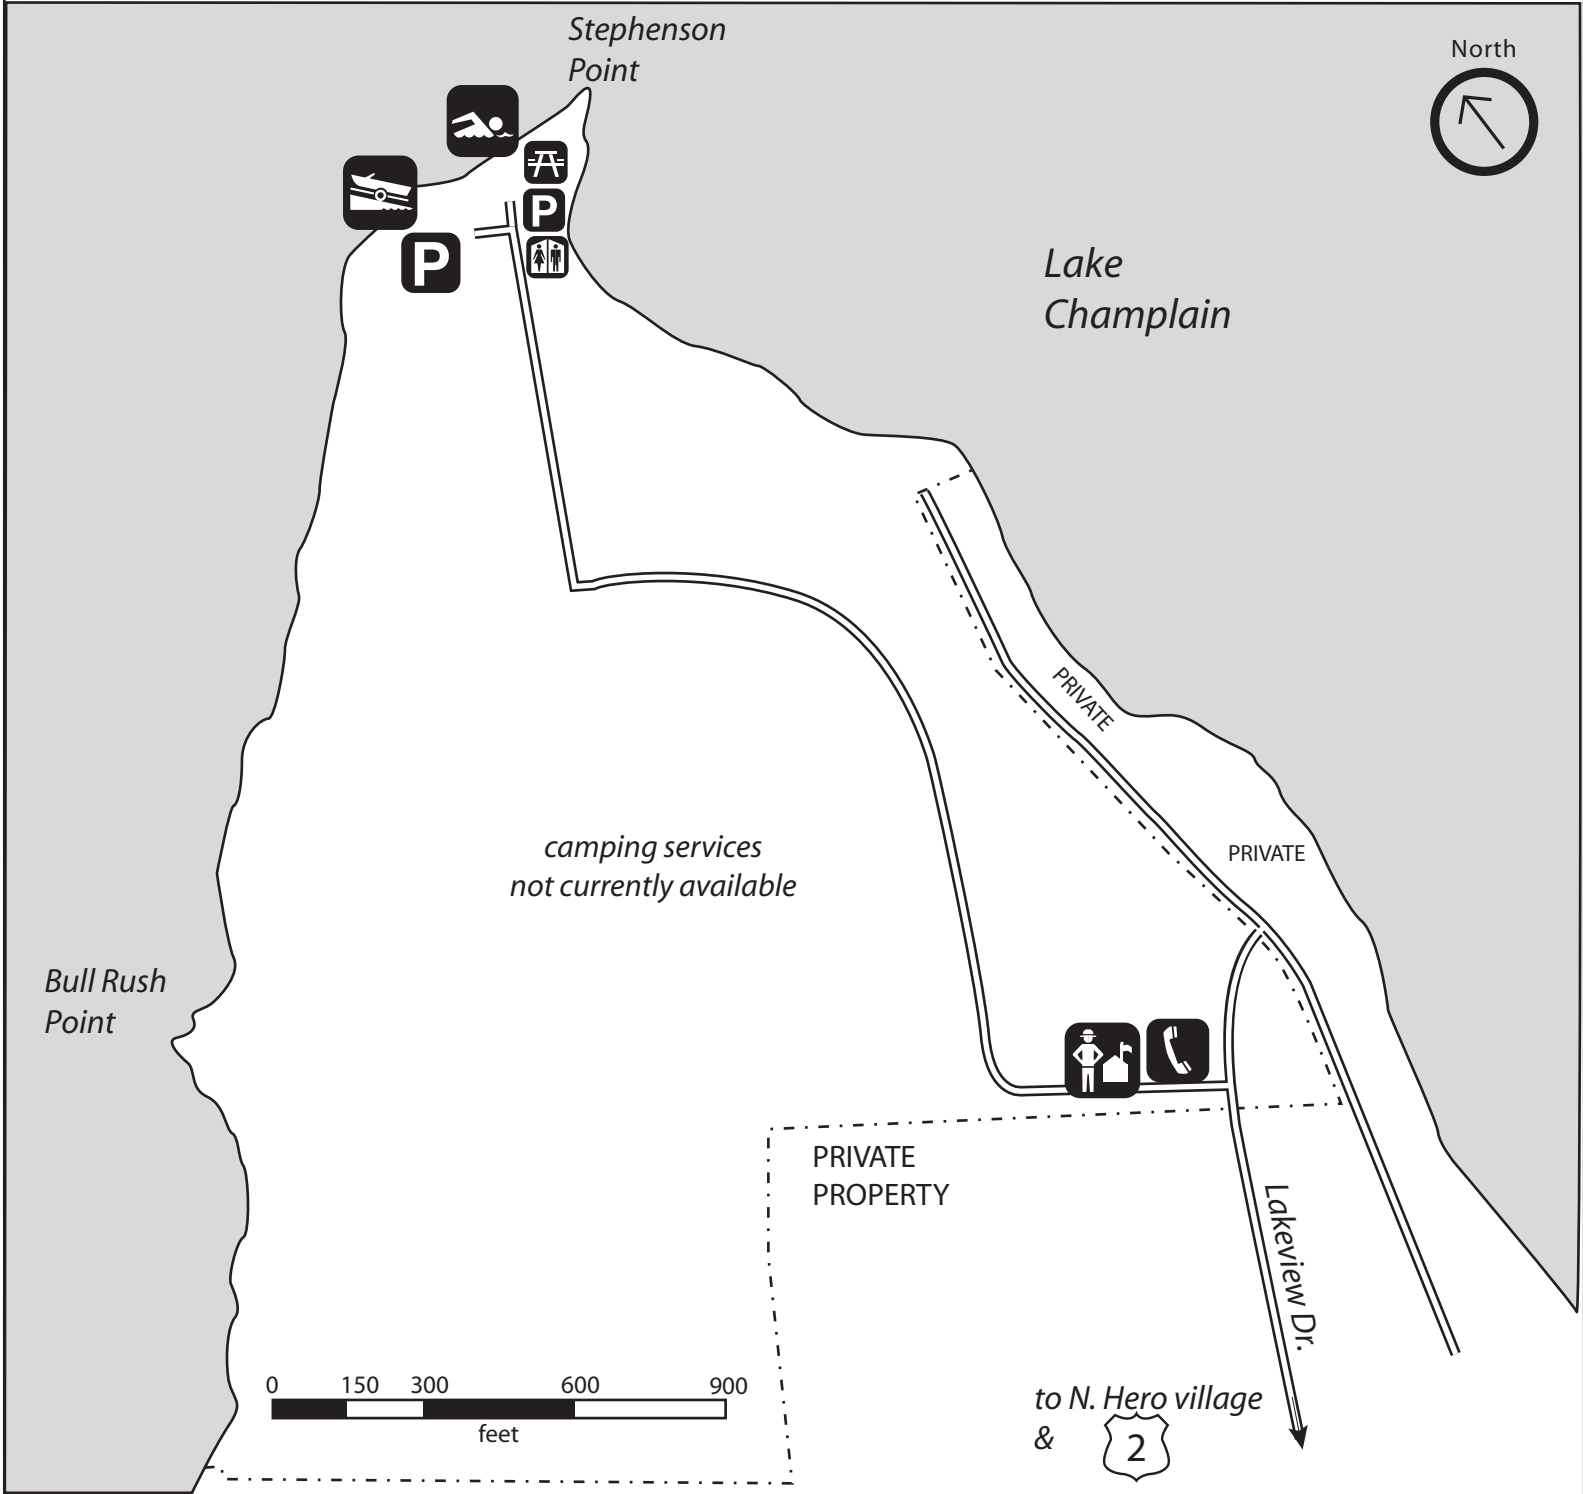 Stephenson
Point
North
P
P
Lake
Champlain
PRIVATE
PRIVATE
camping services
not currently available
Bull Rush
Point
PRIVATE
PROPERTY
Lakeview Dr.
0 150 300 600 900
feet
to N. Hero village
&
2